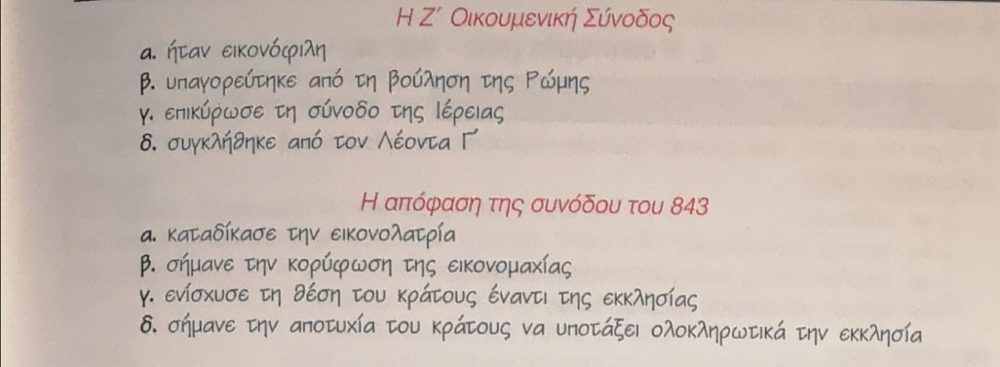 Η Ζ΄ Οικουμενική Σύνοδος
α. ήταν εικονόφιλη
β. υπαγορεύτηκε από τη βούληση της Ρώμης
γ. επικύρωσε τη σύνοδο της Ιέρειας
δ. συγκλήθηκε από τον Λέοντα Γ΄
Η απόφαση της συνόδου του 843
α. καταδίκασε την εικονολατρία
β. σήμανε την κορύφωση της εικονομαχίας
γ. ενίσχυσε τη θέση του κράτους έναντι της εκκλησίας
δ. σήμανε την αποτυχία του κράτους να υποτάξει ολοκληρωτικά την εκκλησία